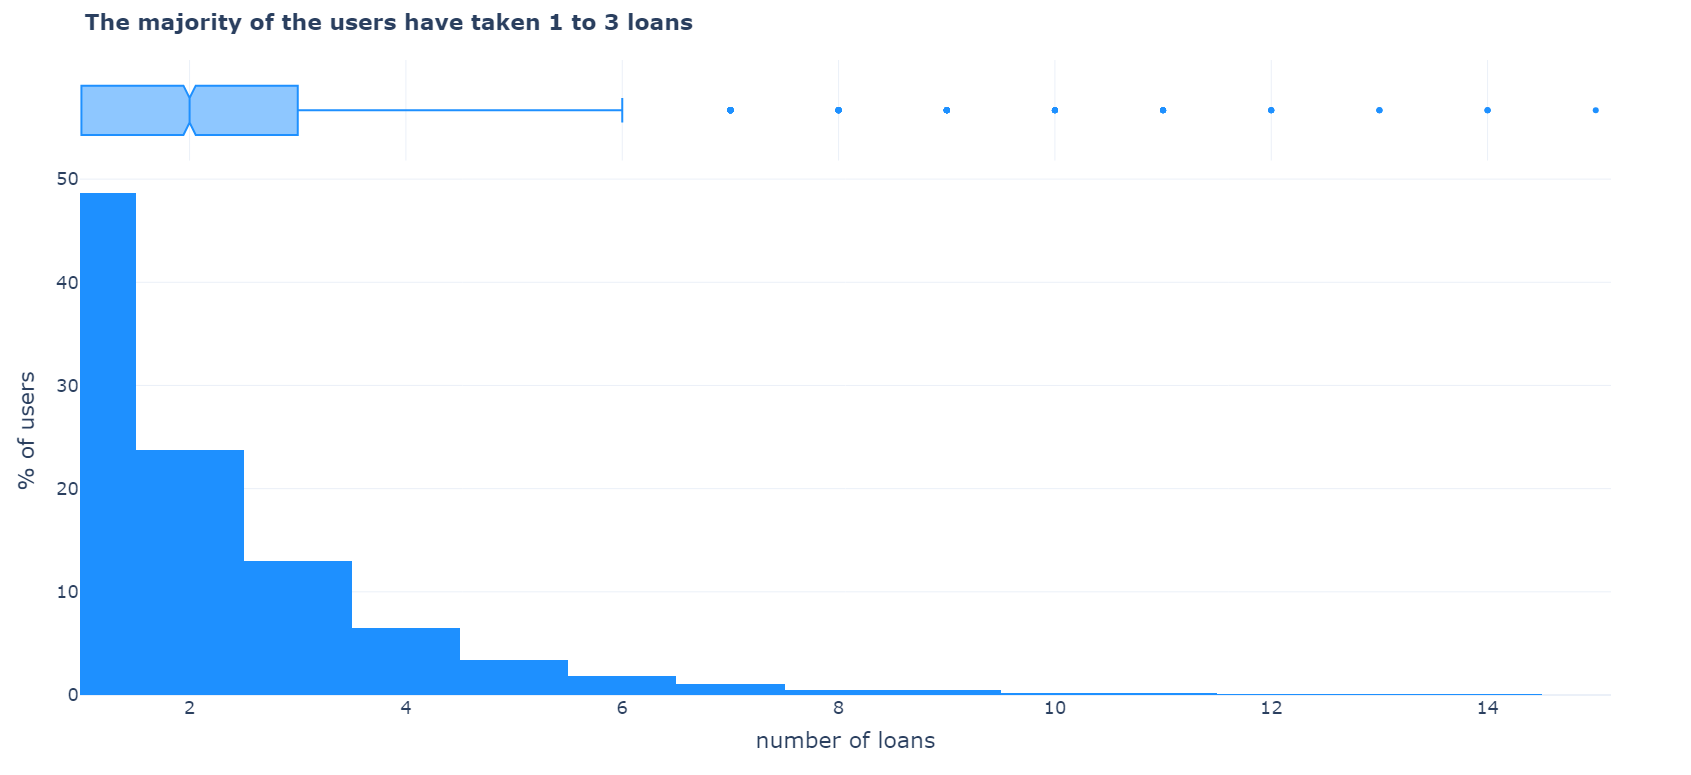 The majority of the users have taken 1 to 3 loans
50
40
30
20
10
0
% of users
2 4 6 8 10 12 14
number of loans